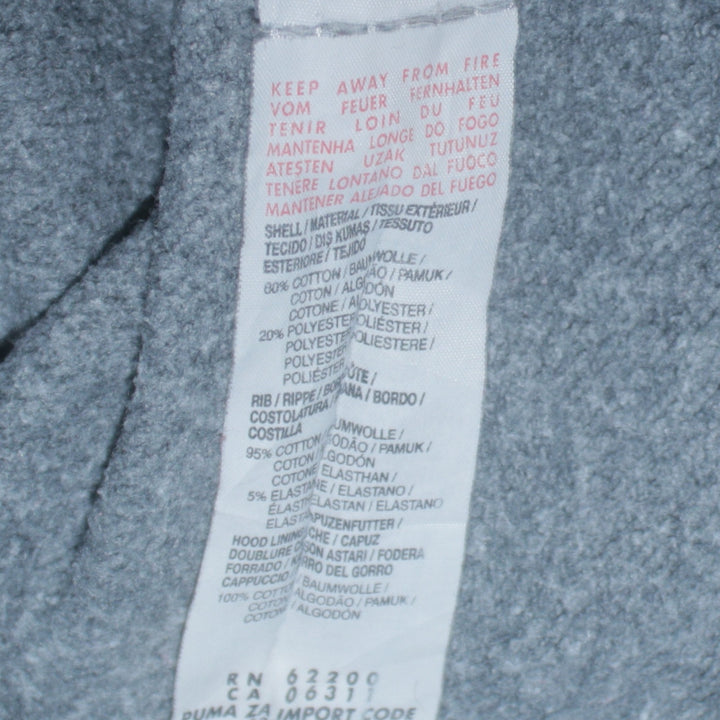 KEEP AWAY FROM FIRE
VOM FEUER FERNHALTEN
TENIR LOIN DU FEU
MANTENHA LONGE DO FOGO
ATEŞTEN UZAK TUTUNUZ
TENERE LONTANO DAL FUOCO
MANTENER ALEJADO DEL FUEGO
SHELL / MATERIAL / TISSU EXTÉRIEUR /
TECIDO / DIŞ KUMAŞ / TESSUTO
ESTERIORE / TEJIDO
80% COTTON / BAUMWOLLE /
COTON / ALGODÃO / PAMUK /
COTONE / ALGODÓN
20% POLYESTER / POLYESTER /
POLYESTER / POLIÉSTER /
POLYESTER / POLIESTERE /
POLIÉSTER
RIB / RIPPE /
COSTOLATURA / BORDO /
COSTILLA
95% COTTON / BAUMWOLLE /
COTON / ALGODÃO / PAMUK /
COTONE / ALGODÓN
5% ELASTANE / ELASTHAN /
ÉLASTHANNE / ELASTANO /
ELASTAN / ELASTANO
HOOD LINING / KAPUZENFUTTER /
DOUBLURE CAPUCHE / CAPUZ
FORRADO / ASTARI / FODERA
CAPPUCCIO / FORRO DEL GORRO
100% COTTON / BAUMWOLLE /
COTON / ALGODÃO / PAMUK /
COTONE / ALGODÓN
RN 62200
CA 06311
PUMA ZA IMPORT CODE